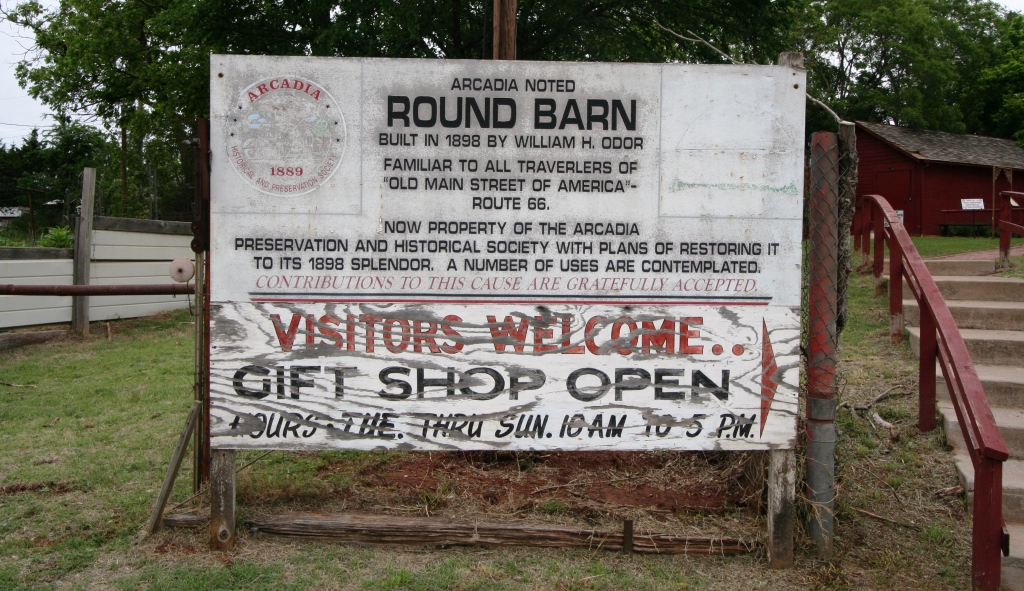 ARCADIA
HISTORICAL AND PRESERVATION SOCIETY
1889
ARCADIA NOTED
ROUND BARN
BUILT IN 1898 BY WILLIAM H. ODOR
FAMILIAR TO ALL TRAVERLERS OF
"OLD MAIN STREET OF AMERICA"-
ROUTE 66.
NOW PROPERTY OF THE ARCADIA
PRESERVATION AND HISTORICAL SOCIETY WITH PLANS OF RESTORING IT
TO ITS 1898 SPLENDOR. A NUMBER OF USES ARE CONTEMPLATED.
CONTRIBUTIONS TO THIS CAUSE ARE GRATEFULLY ACCEPTED.
VISITORS WELCOME..
GIFT SHOP OPEN
HOURS - TUE. THRU SUN. 10 AM TO 5 P.M.